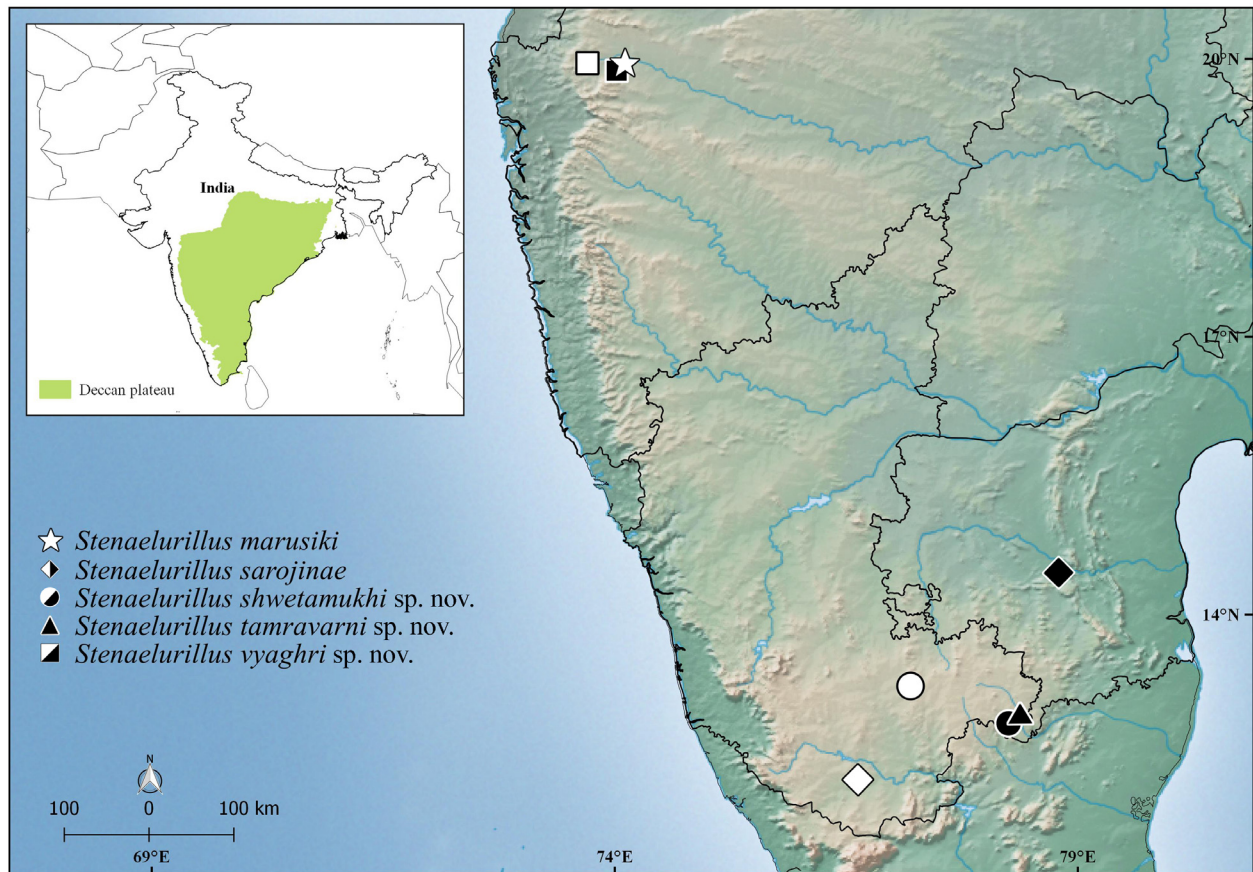 India
Deccan plateau
20°N
17°N
14°N
Stenaelurillus marusiki
Stenaelurillus sarojinae
Stenaelurillus shwetamukhi sp. nov.
Stenaelurillus tamravarni sp. nov.
Stenaelurillus vyaghri sp. nov.
N
100 0 100 km
69°E 74°E 79°E